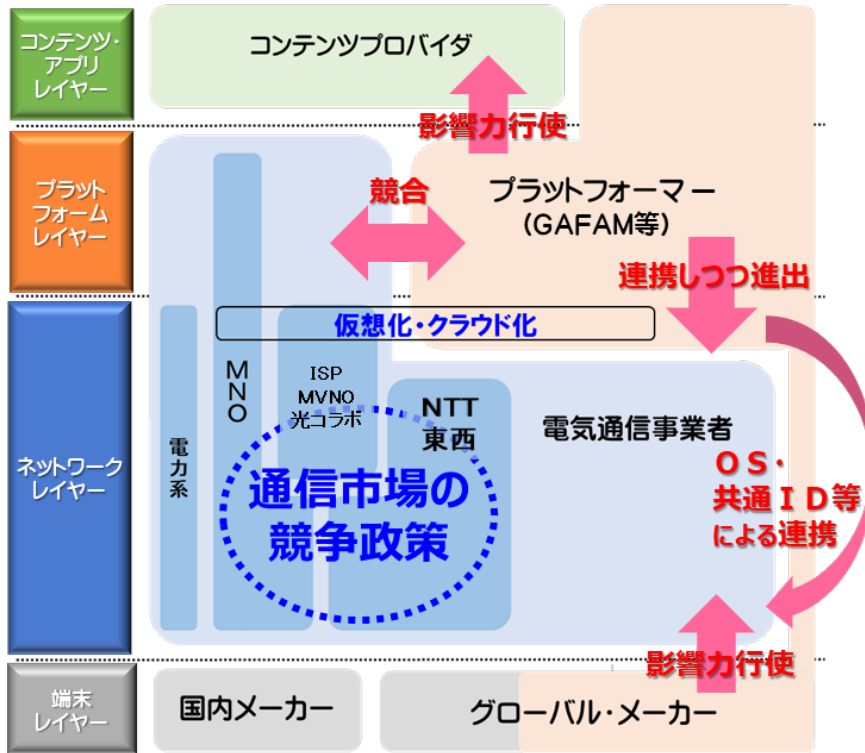 コンテンツ・
アプリ
レイヤー
コンテンツプロバイダ
影響力行使
プラット
フォーム
レイヤー
競合
プラットフォーマー
(GAFAM等)
連携しつつ進出
仮想化・クラウド化
ネットワーク
レイヤー
電力系
MNO
ISP
MVNO
光コラボ
NTT
東西
電気通信事業者
通信市場の
競争政策
ＯＳ・
共通ＩＤ等
による連携
影響力行使
端末
レイヤー
国内メーカー
グローバル・メーカー